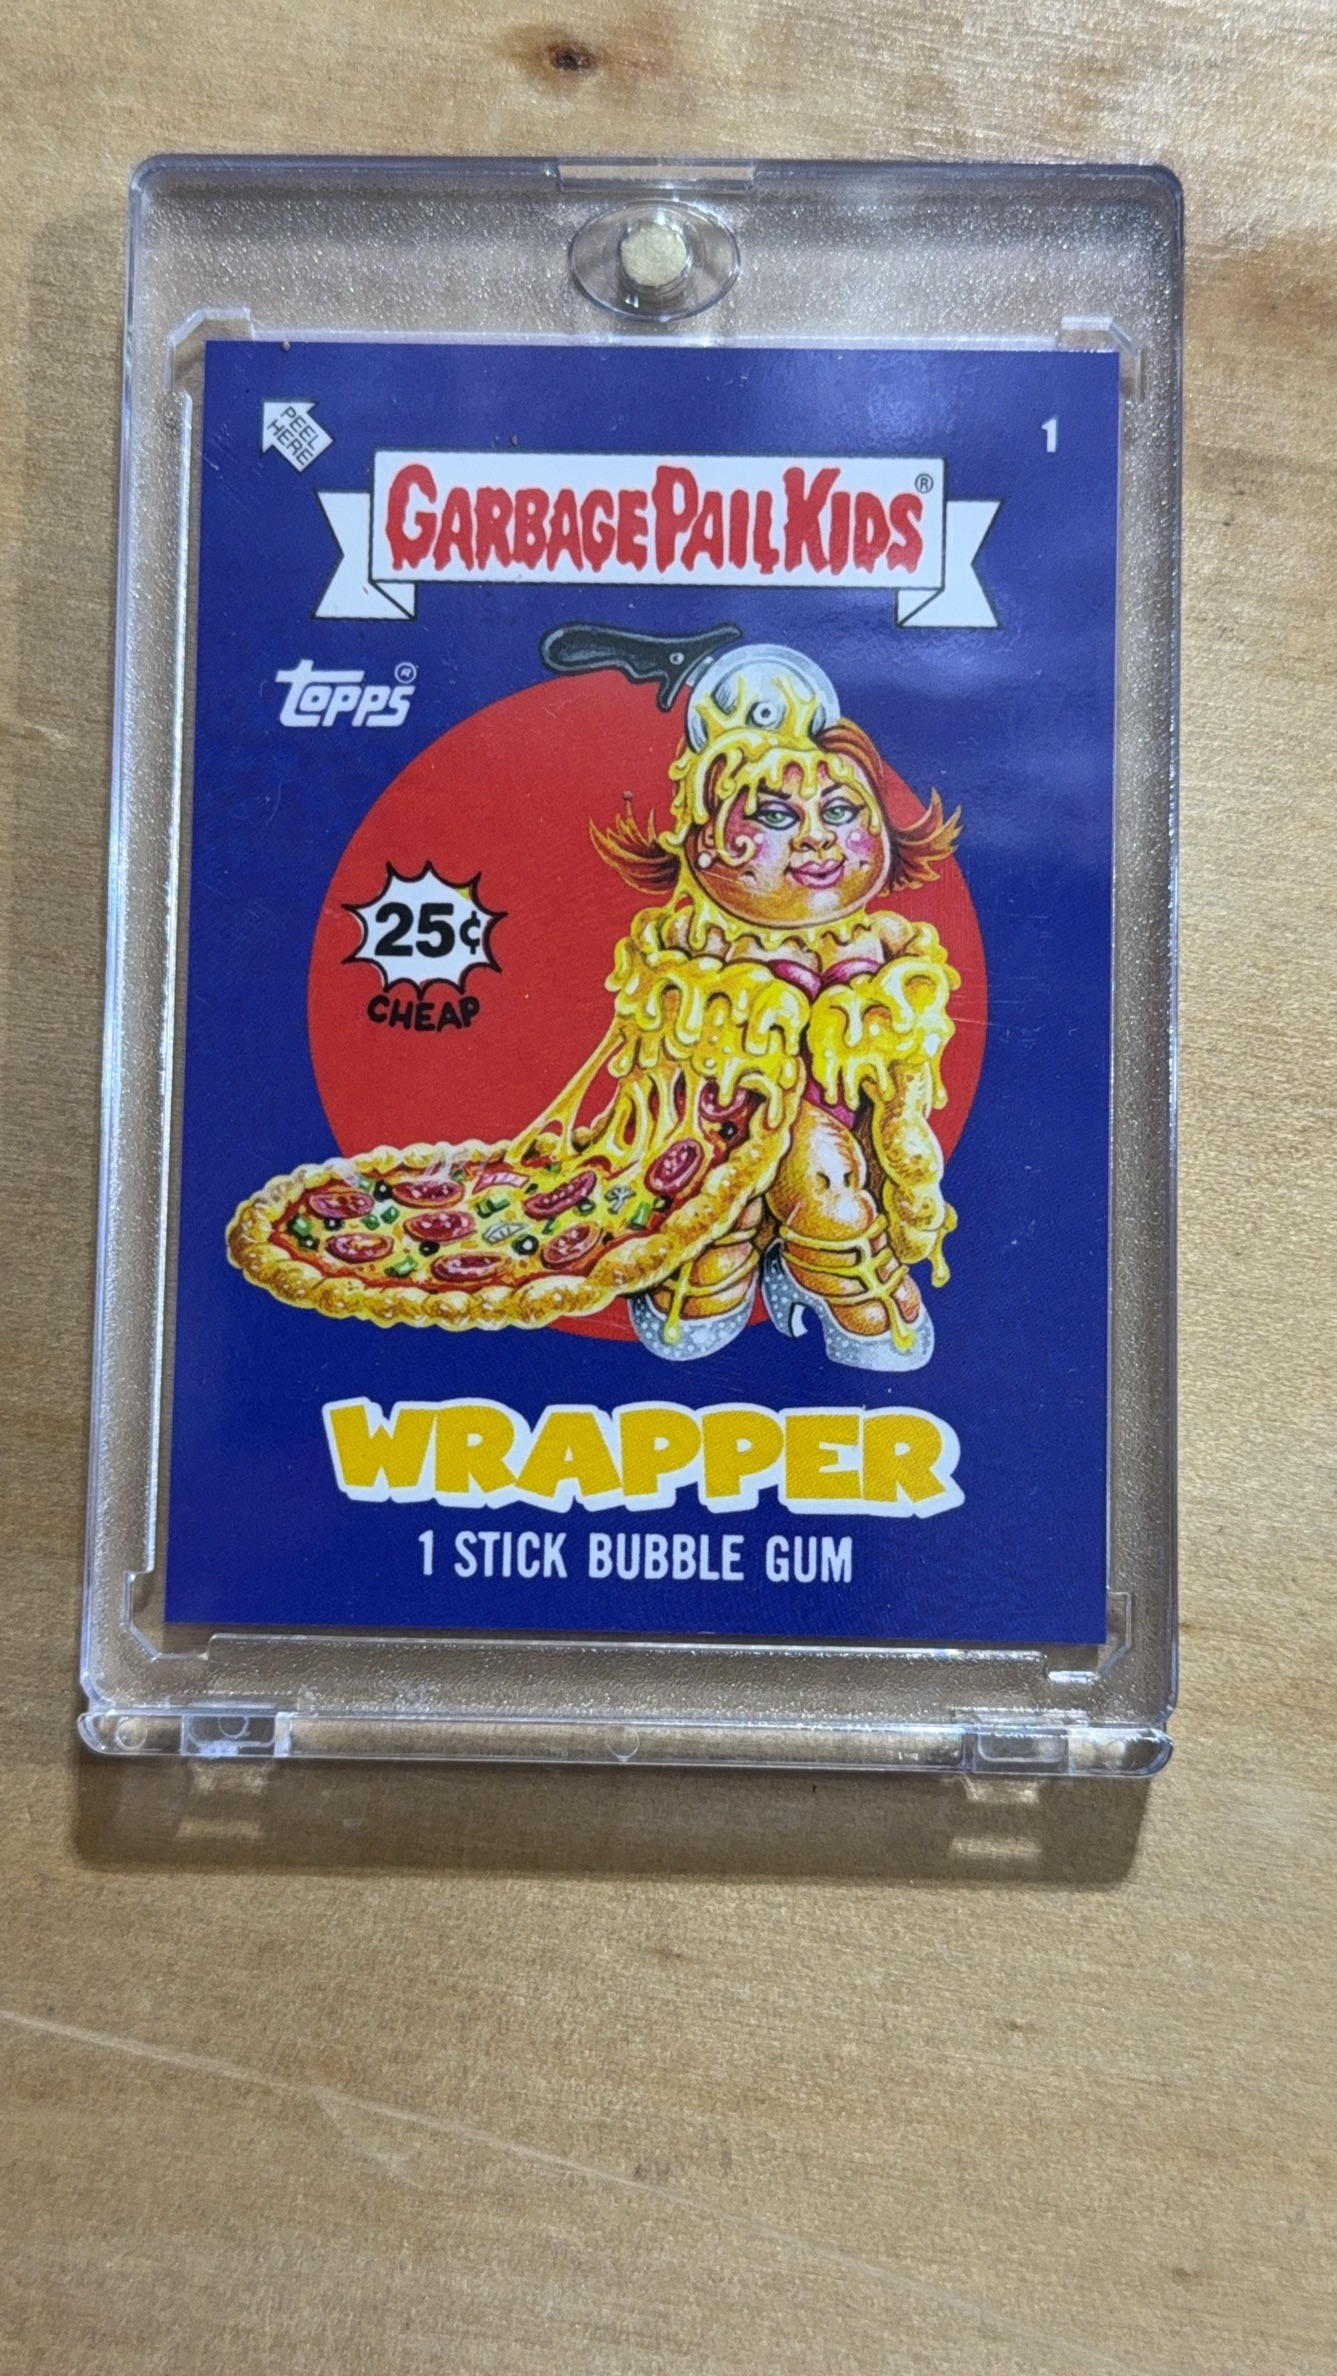 PEEL
HERE
1
GARBAGE PAIL KIDS®
topps®
25¢
CHEAP
WRAPPER
1 STICK BUBBLE GUM